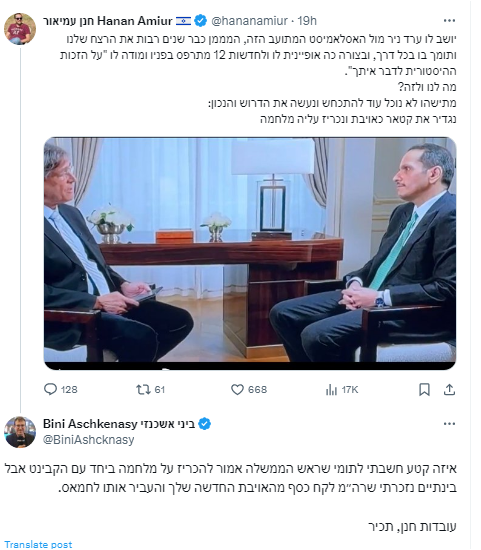 חנן עמיאור Hanan Amiur 🇮🇱 @hananamiur · 19h
יושב לו ערד ניר מול האסלאמיסט המתועב הזה, המממן כבר שנים רבות את הרצח שלנו
ותומך בו בכל דרך, ובצורה כה אופיינית לו ולחדשות 12 מתרפס בפניו ומודה לו "על הזכות
ההיסטורית לדבר איתך".
מה לנו ולזה?
מתישהו לא נוכל עוד להתכחש ונעשה את הדרוש והנכון:
נגדיר את קטאר כאויבת ונכריז עליה מלחמה
128 61 668 17K
Bini Aschkenasy ביני אשכנזי
@BiniAshcknasy
איזה קטע חשבתי לתומי שראש הממשלה אמור להכריז על מלחמה ביחד עם הקבינט אבל
בינתיים נזכרתי שרה״מ לקח כסף מהאויבת החדשה שלך והעביר אותו לחמאס.
עובדות חנן, תכיר
Translate post